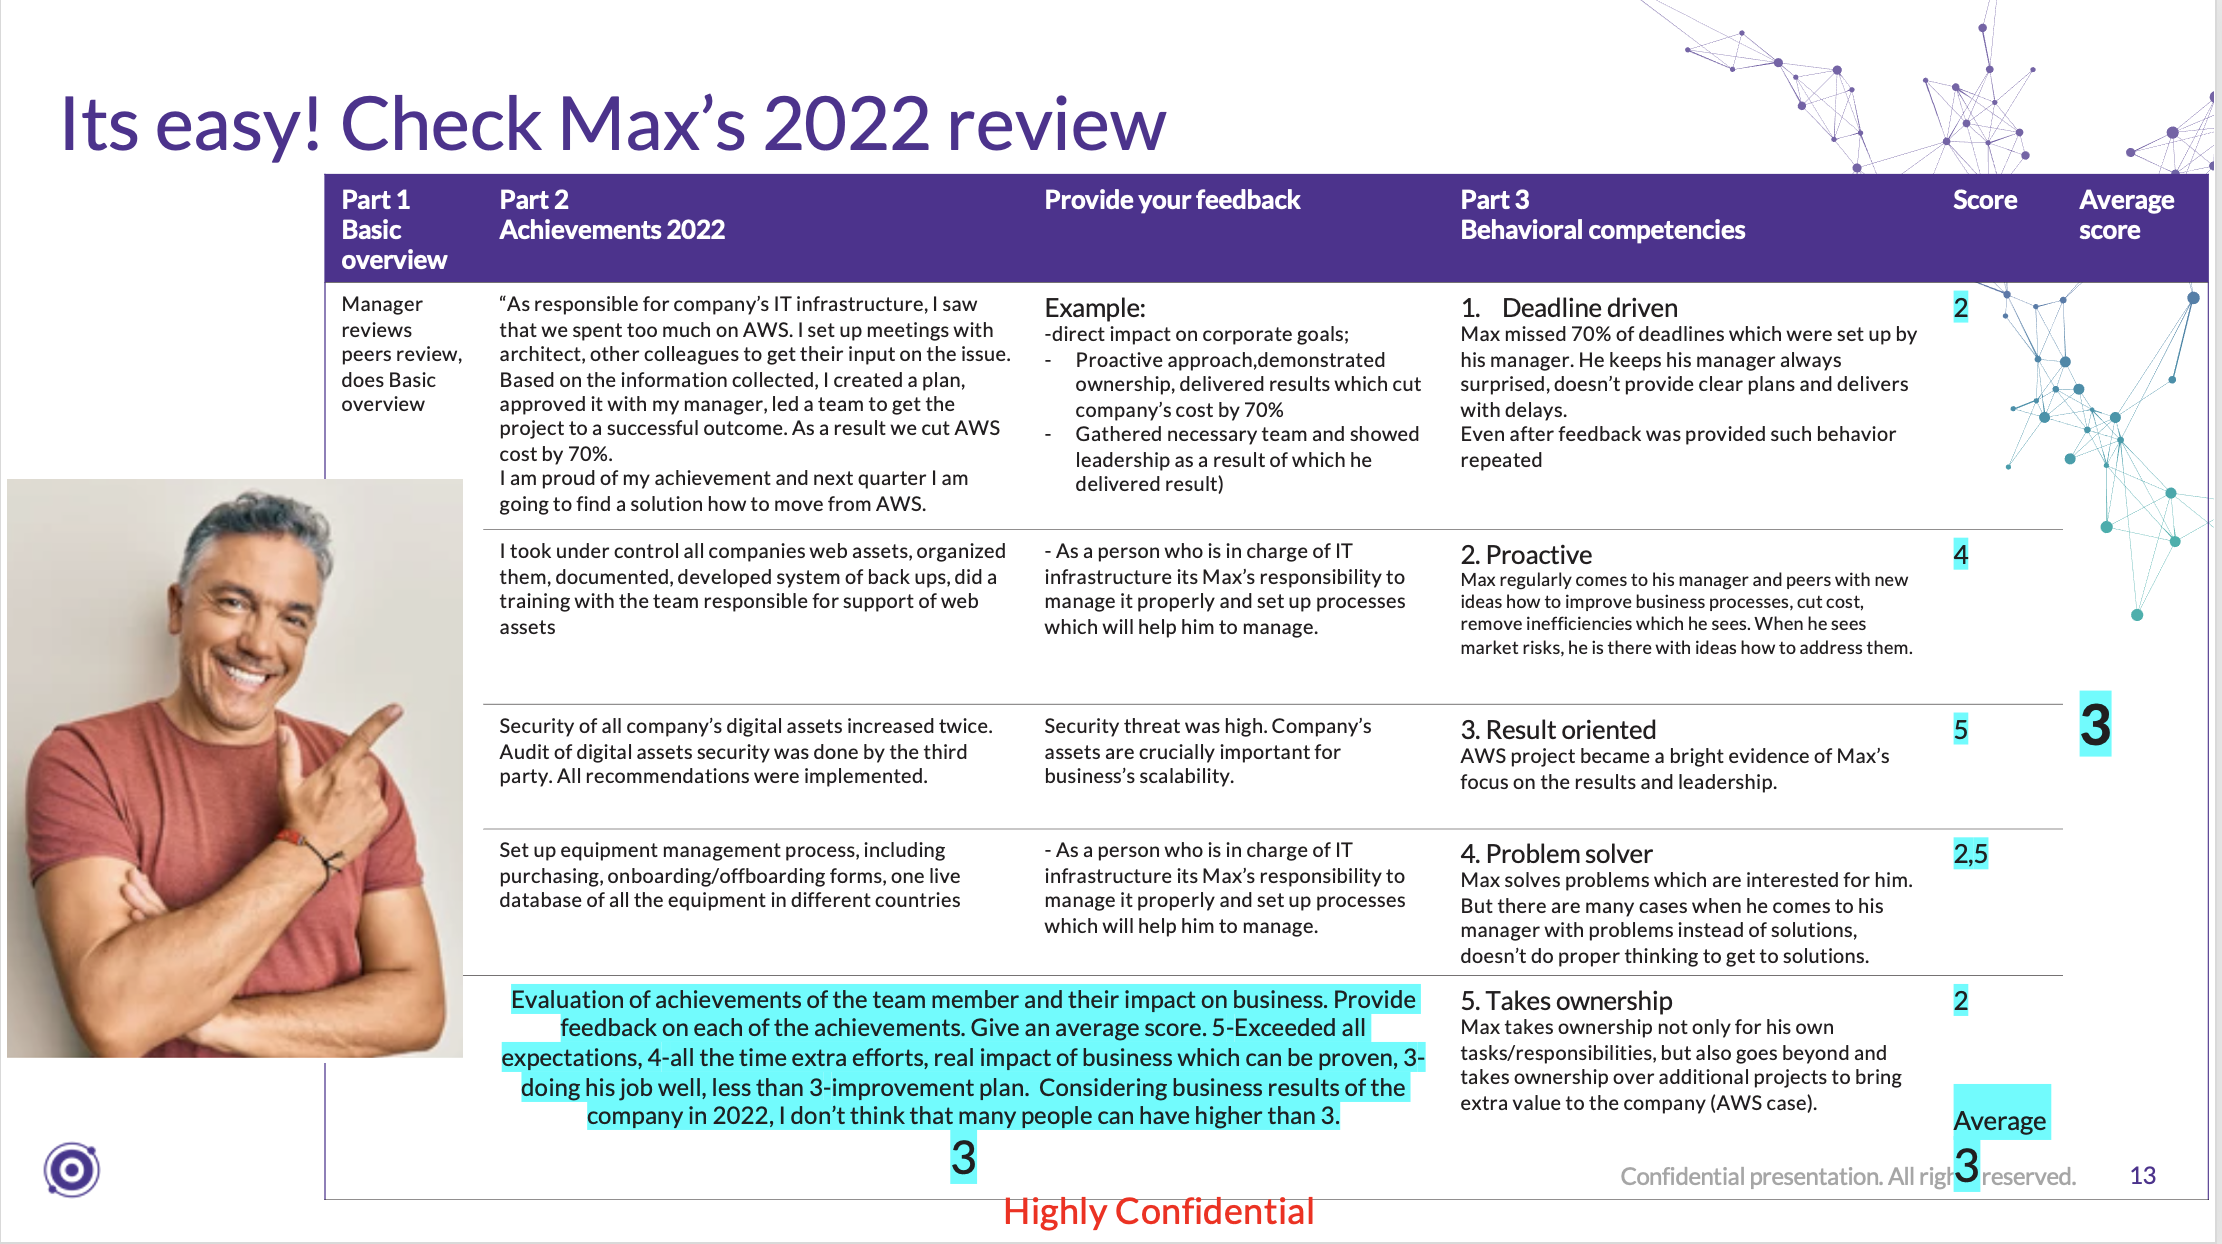 Its easy! Check Max’s 2022 review
Part 1
Basic
overview
Part 2
Achievements 2022
Provide your feedback
Part 3
Behavioral competencies
Score
Average
score
Manager
reviews
peers review,
does Basic
overview
“As responsible for company’s IT infrastructure, I saw
that we spent too much on AWS. I set up meetings with
architect, other colleagues to get their input on the issue.
Based on the information collected, I created a plan,
approved it with my manager, led a team to get the
project to a successful outcome. As a result we cut AWS
cost by 70%.
I am proud of my achievement and next quarter I am
going to find a solution how to move from AWS.
Example:
-direct impact on corporate goals;
- Proactive approach,demonstrated
ownership, delivered results which cut
company’s cost by 70%
- Gathered necessary team and showed
leadership as a result of which he
delivered result)
1. Deadline driven
Max missed 70% of deadlines which were set up by
his manager. He keeps his manager always
surprised, doesn’t provide clear plans and delivers
with delays.
Even after feedback was provided such behavior
repeated
2
I took under control all companies web assets, organized
them, documented, developed system of back ups, did a
training with the team responsible for support of web
assets
- As a person who is in charge of IT
infrastructure its Max’s responsibility to
manage it properly and set up processes
which will help him to manage.
2. Proactive
Max regularly comes to his manager and peers with new
ideas how to improve business processes, cut cost,
remove inefficiencies which he sees. When he sees
market risks, he is there with ideas how to address them.
4
Security of all company’s digital assets increased twice.
Audit of digital assets security was done by the third
party. All recommendations were implemented.
Security threat was high. Company’s
assets are crucially important for
business’s scalability.
3. Result oriented
AWS project became a bright evidence of Max’s
focus on the results and leadership.
5
3
Set up equipment management process, including
purchasing, onboarding/offboarding forms, one live
database of all the equipment in different countries
- As a person who is in charge of IT
infrastructure its Max’s responsibility to
manage it properly and set up processes
which will help him to manage.
4. Problem solver
Max solves problems which are interested for him.
But there are many cases when he comes to his
manager with problems instead of solutions,
doesn’t do proper thinking to get to solutions.
2,5
Evaluation of achievements of the team member and their impact on business. Provide
feedback on each of the achievements. Give an average score. 5-Exceeded all
expectations, 4-all the time extra efforts, real impact of business which can be proven, 3-
doing his job well, less than 3-improvement plan. Considering business results of the
company in 2022, I don’t think that many people can have higher than 3.
3
5. Takes ownership
Max takes ownership not only for his own
tasks/responsibilities, but also goes beyond and
takes ownership over additional projects to bring
extra value to the company (AWS case).
2
Average
3
Confidential presentation. All rights reserved.
13
Highly Confidential